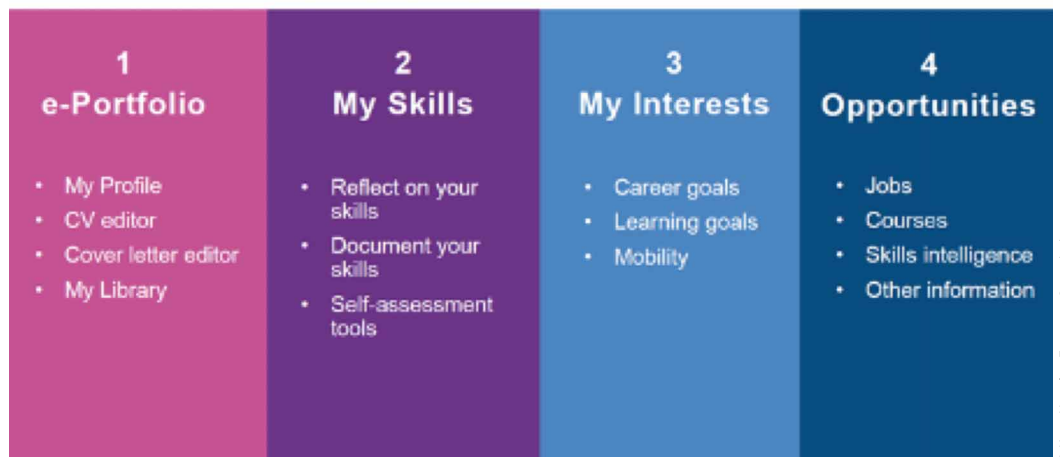 1
e-Portfolio
• My Profile
• CV editor
• Cover letter editor
• My Library
2
My Skills
• Reflect on your
skills
• Document your
skills
• Self-assessment
tools
3
My Interests
• Career goals
• Learning goals
• Mobility
4
Opportunities
• Jobs
• Courses
• Skills intelligence
• Other information